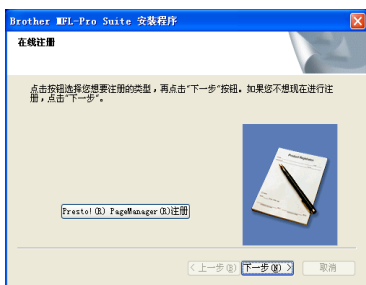 Brother MFL-Pro Suite 安装程序
在线注册
点击按钮选择您想要注册的类型，再点击“下一步”按钮。如果您不想现在进行注
册，点击“下一步”。
Presto!(R) PageManager(R)注册
< 上一步(B) 下一步(N) > 取消